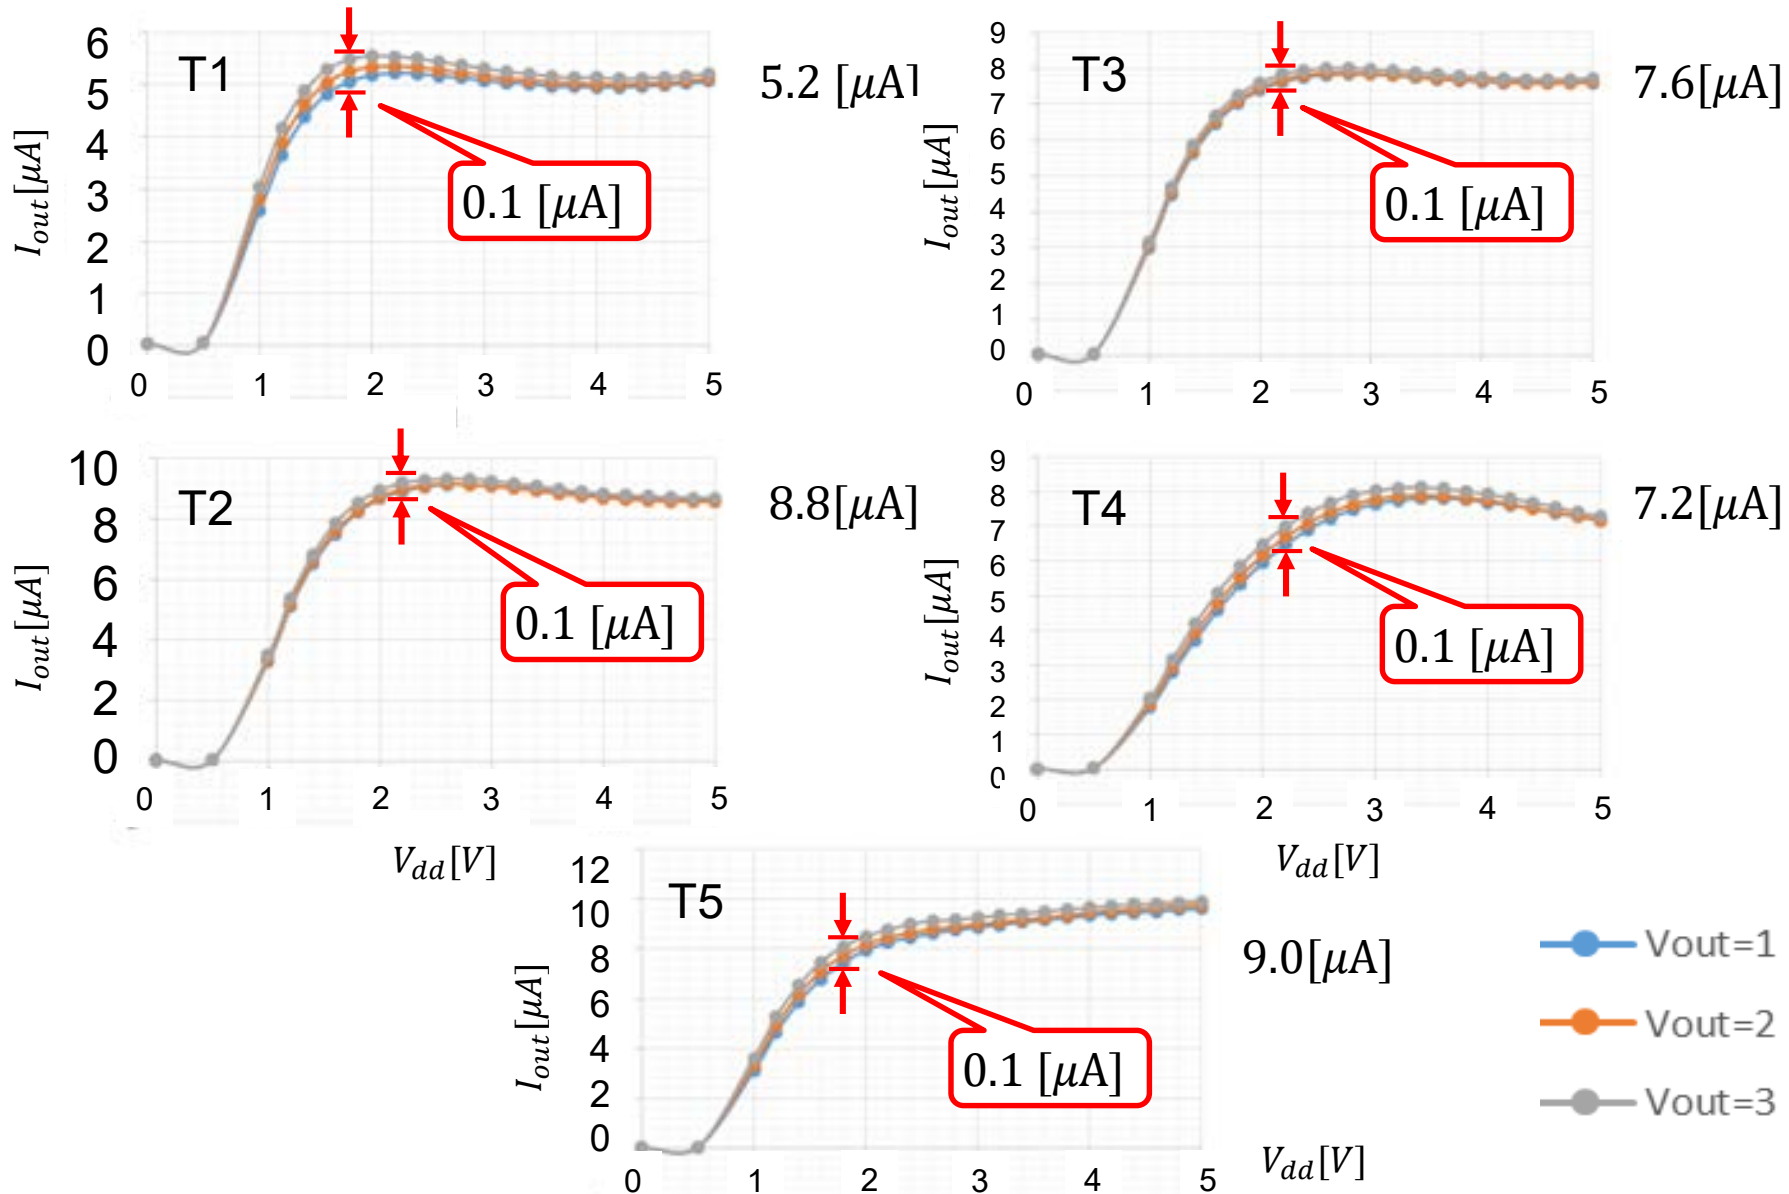 T1
6
5
4
3
2
1
0
0 1 2 3 4 5
I_out[μA]
5.2 [μA]
0.1 [μA]
T3
9
8
7
6
5
4
3
2
1
0
0 1 2 3 4 5
I_out[μA]
7.6[μA]
0.1 [μA]
T2
10
8
6
4
2
0
0 1 2 3 4 5
I_out[μA]
V_dd[V]
8.8[μA]
0.1 [μA]
T4
9
8
7
6
5
4
3
2
1
0
0 1 2 3 4 5
I_out[μA]
V_dd[V]
7.2[μA]
0.1 [μA]
T5
12
10
8
6
4
2
0
0 1 2 3 4 5
I_out[μA]
V_dd[V]
9.0[μA]
0.1 [μA]
Vout=1
Vout=2
Vout=3